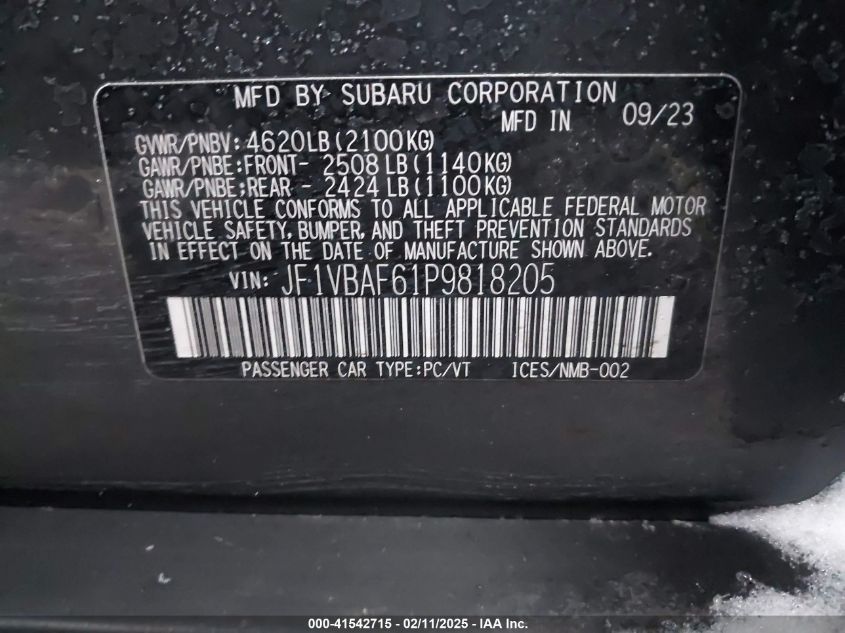 MFD BY SUBARU CORPORATION
MFD IN 09/23
GVWR/PNBV: 4620LB(2100KG)
GAWR/PNBE:FRONT- 2508 LB(1140KG)
GAWR/PNBE;REAR - 2424 LB(1100KG)
THIS VEHICLE CONFORMS TO ALL APPLICABLE FEDERAL MOTOR
VEHICLE SAFETY, BUMPER, AND THEFT PREVENTION STANDARDS
IN EFFECT ON THE DATE OF MANUFACTURE SHOWN ABOVE.
VIN: JF1VBAF61P9818205
PASSENGER CAR TYPE:PC/VT ICES/NMB-002
000-41542715 - 02/11/2025 - IAA Inc.